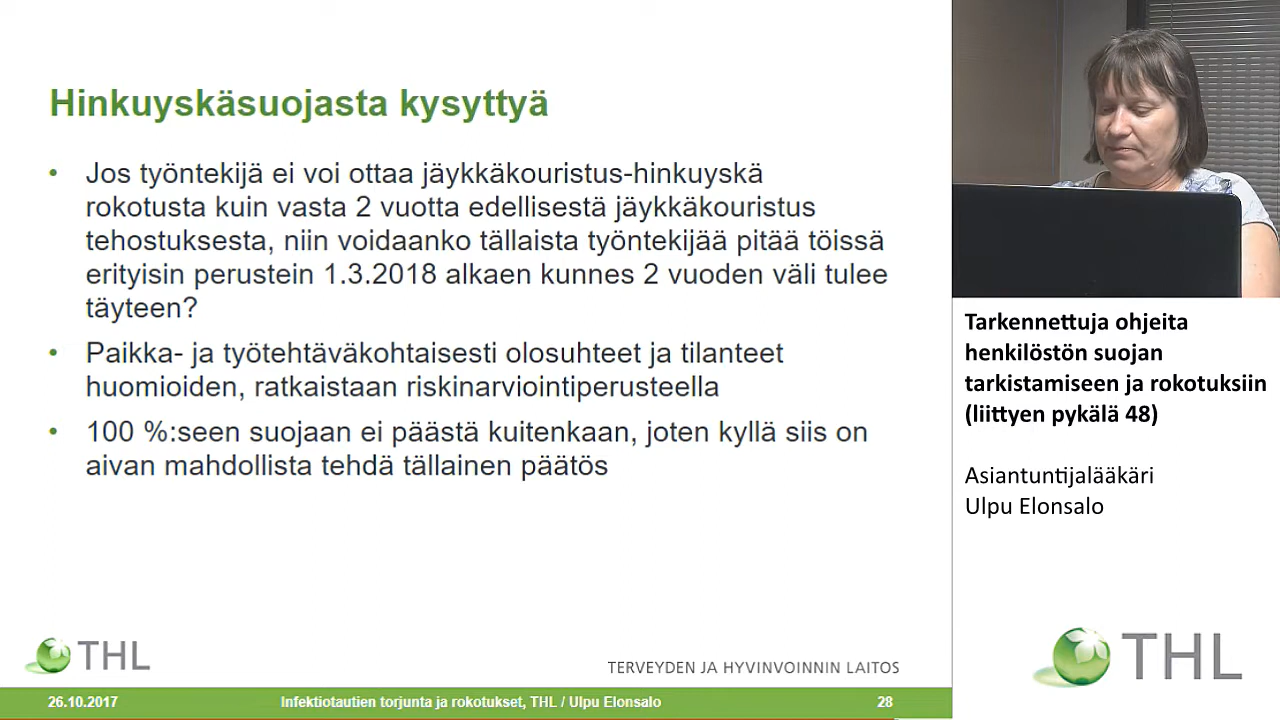 Hinkuyskäsuojasta kysyttyä
• Jos työntekijä ei voi ottaa jäykkäkouristus-hinkuyskä
rokotusta kuin vasta 2 vuotta edellisestä jäykkäkouristus
tehostuksesta, niin voidaanko tällaista työntekijää pitää töissä
erityisin perustein 1.3.2018 alkaen kunnes 2 vuoden väli tulee
täyteen?
• Paikka- ja työtehtäväkohtaisesti olosuhteet ja tilanteet
huomioiden, ratkaistaan riskinarviointiperusteella
• 100 %:seen suojaan ei päästä kuitenkaan, joten kyllä siis on
aivan mahdollista tehdä tällainen päätös
THL
TERVEYDEN JA HYVINVOINNIN LAITOS
26.10.2017
Infektiotautien torjunta ja rokotukset, THL / Ulpu Elonsalo
28
Tarkennettuja ohjeita
henkilöstön suojan
tarkistamiseen ja rokotuksiin
(liittyen pykälä 48)
Asiantuntijalääkäri
Ulpu Elonsalo
THL